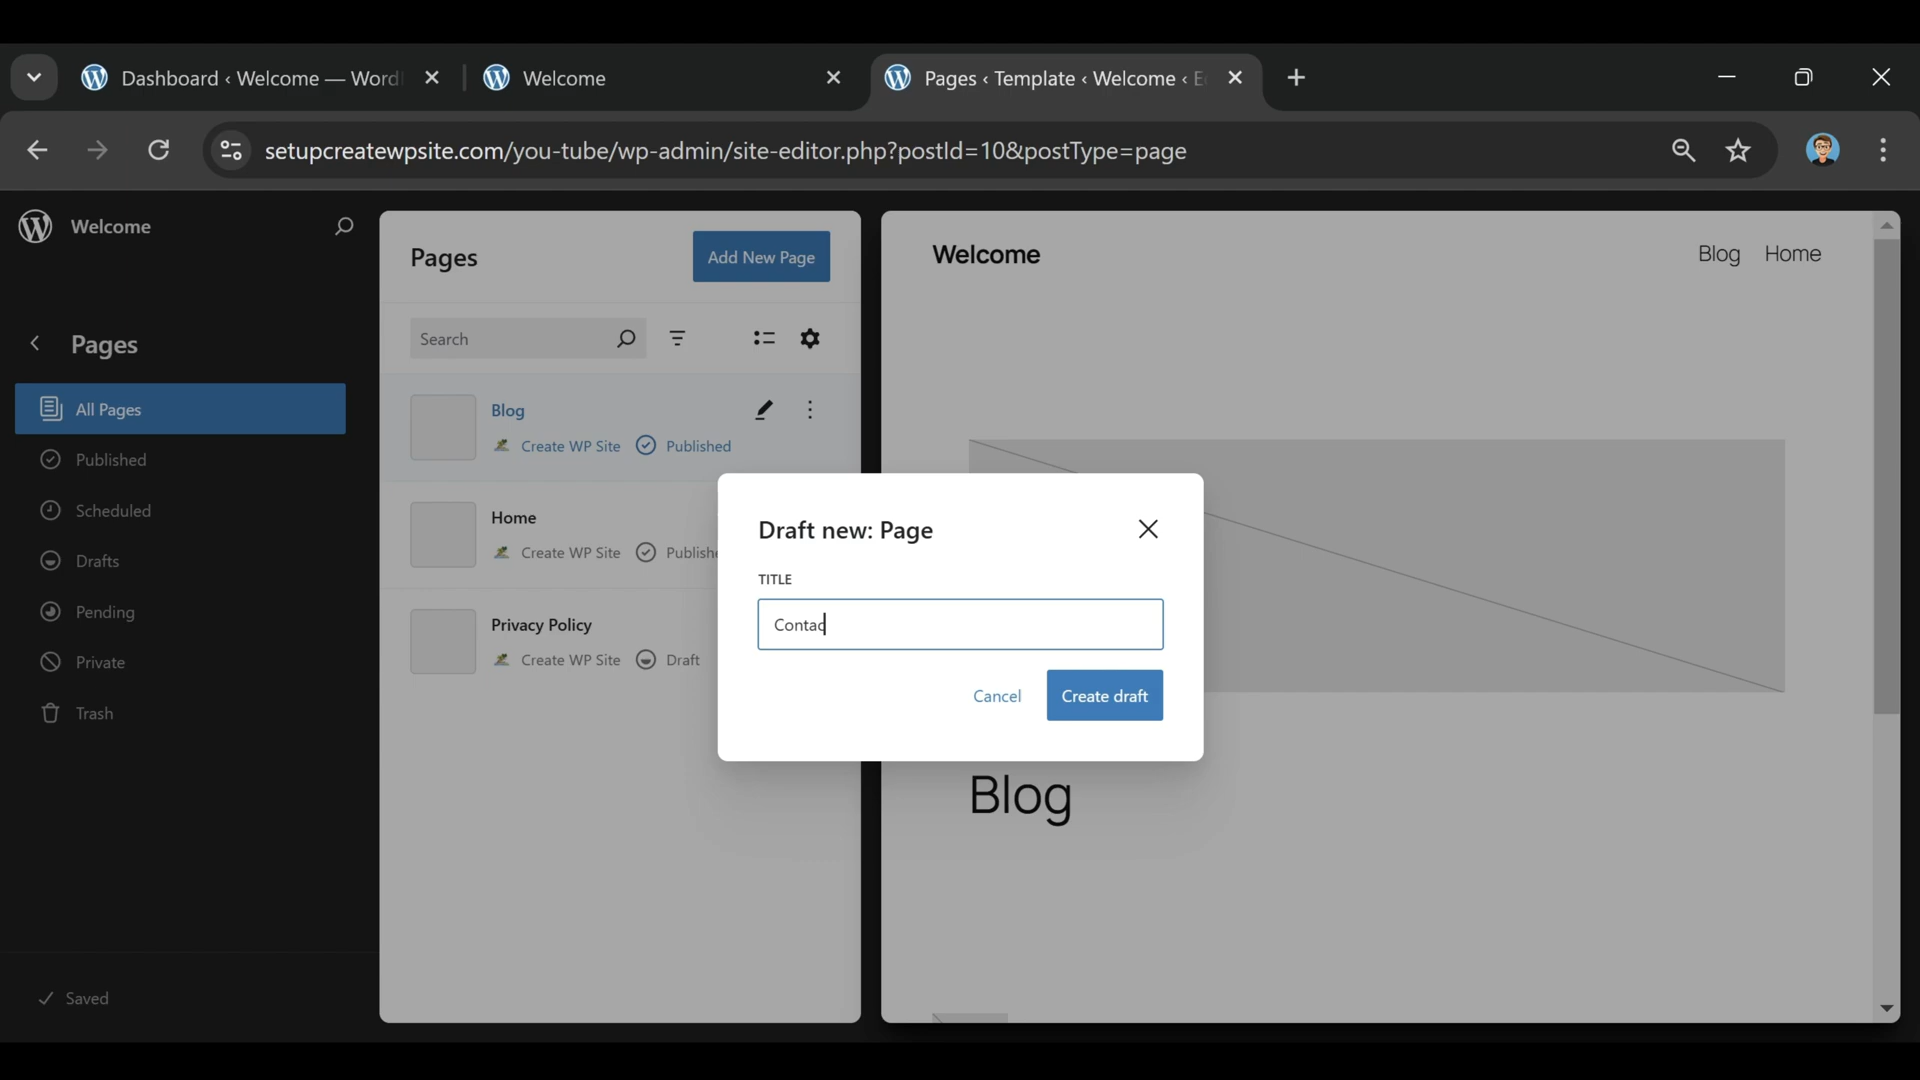 Dashboard ‹ Welcome — Word
Welcome
Pages ‹ Template ‹ Welcome ‹ E
setupcreatewpsite.com/you-tube/wp-admin/site-editor.php?postId=10&postType=page
Welcome
Pages
All Pages
Published
Scheduled
Drafts
Pending
Private
Trash
Saved
Pages
Add New Page
Search
Blog
Create WP Site Published
Home
Create WP Site Publishe
Privacy Policy
Create WP Site Draft
Draft new: Page
TITLE
Contac
Cancel Create draft
Welcome
Blog Home
Blog